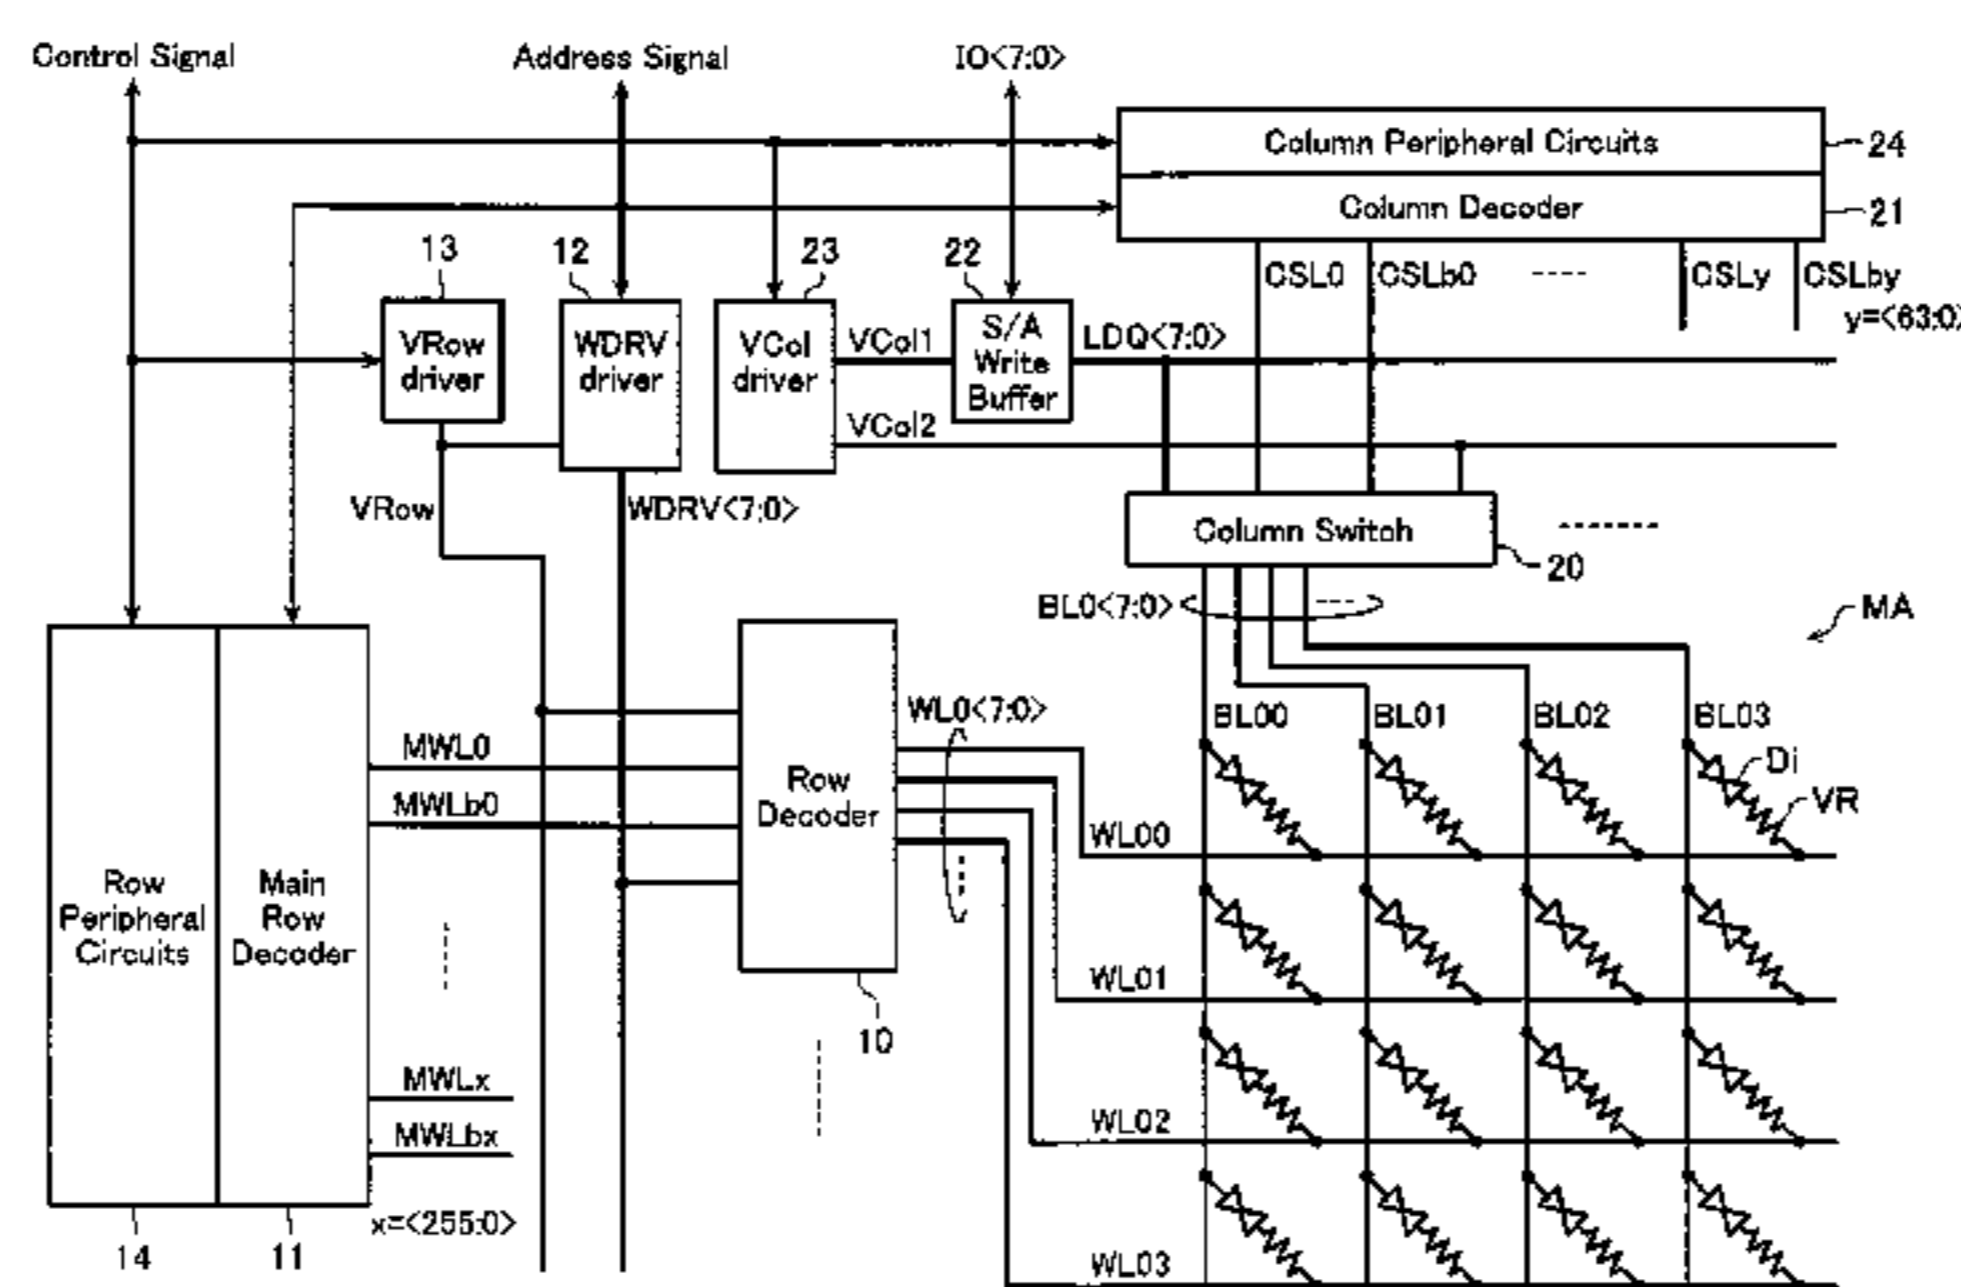 Control Signal
Address Signal
IO<7:0>
Column Peripheral Circuits
24
Column Decoder
21
13
12
23
22
CSL0
CSLb0
CSLy
CSLby
y=<63:0>
VRow
driver
WDRV
driver
VCol
driver
VCol1
S/A
Write
Buffer
LDQ<7:0>
VCol2
VRow
WDRV<7:0>
Column Switch
20
BL0<7:0>
MA
WL0<7:0>
BL00
BL01
BL02
BL03
Di
VR
MWL0
MWLb0
Row
Decoder
WL00
Row
Peripheral
Circuits
Main
Row
Decoder
WL01
10
MWLx
MWLbx
WL02
x=<255:0>
14
11
WL03